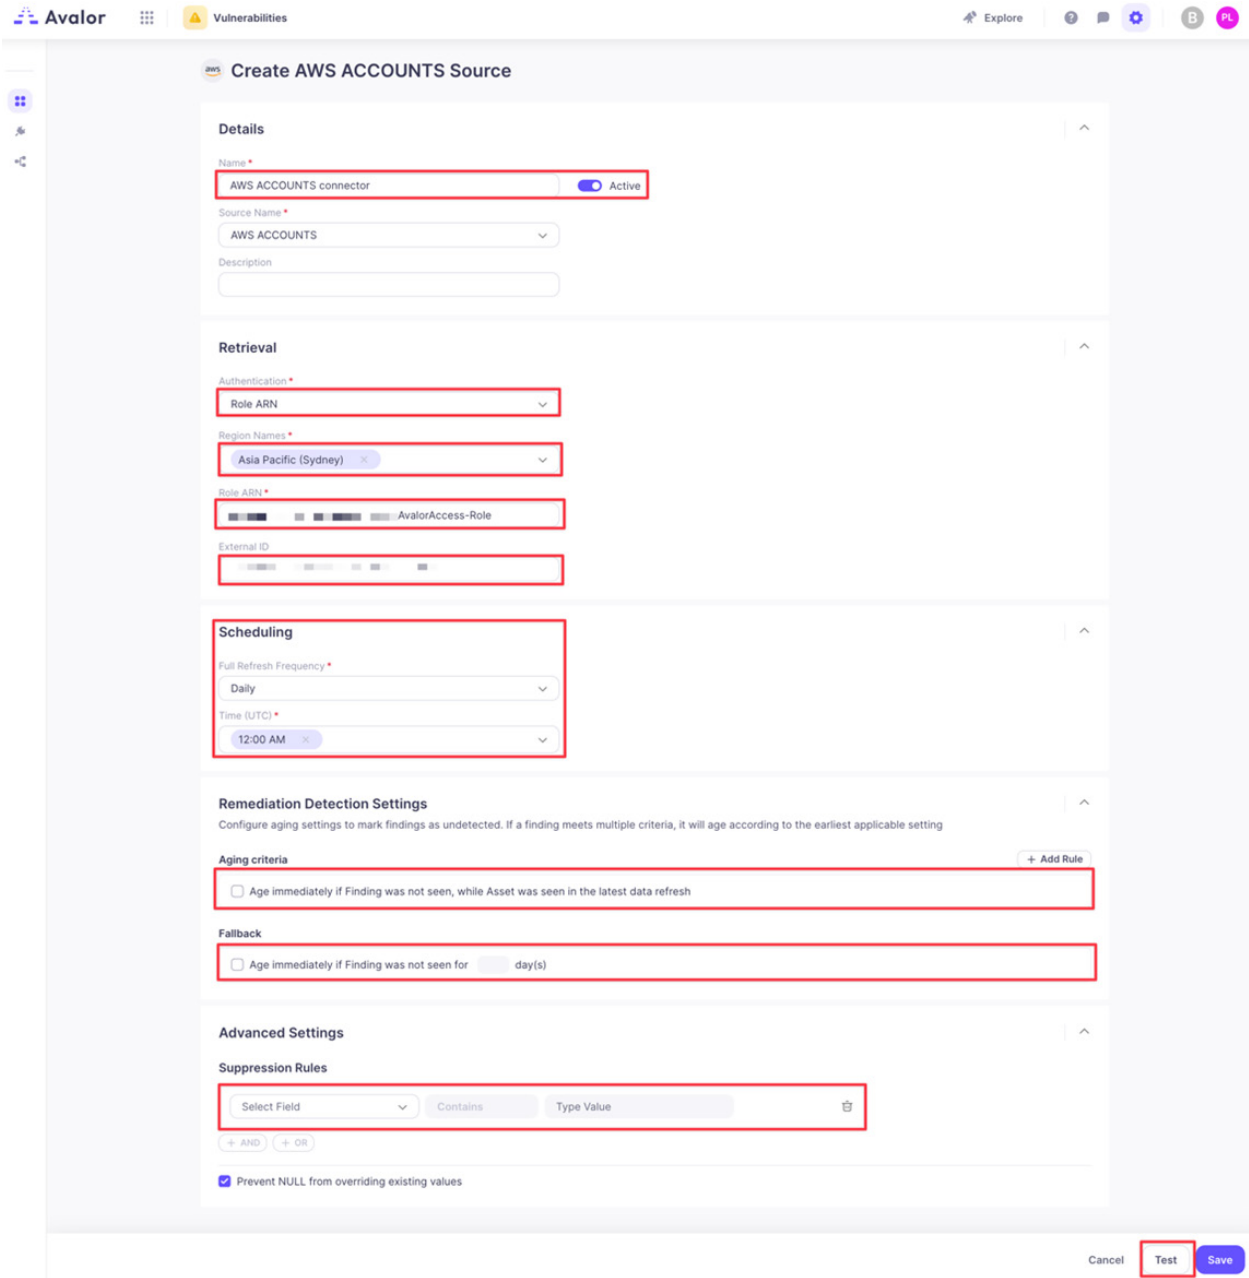 Avalor
Vulnerabilities
Explore
?
B
PL
aws Create AWS ACCOUNTS Source
Details
Name *
AWS ACCOUNTS connector
Active
Source Name *
AWS ACCOUNTS
Description
Retrieval
Authentication *
Role ARN
Region Names *
Asia Pacific (Sydney) ×
Role ARN *
AvalorAccess-Role
External ID
Scheduling
Full Refresh Frequency *
Daily
Time (UTC) *
12:00 AM ×
Remediation Detection Settings
Configure aging settings to mark findings as undetected. If a finding meets multiple criteria, it will age according to the earliest applicable setting
Aging criteria
+ Add Rule
Age immediately if Finding was not seen, while Asset was seen in the latest data refresh
Fallback
Age immediately if Finding was not seen for day(s)
Advanced Settings
Suppression Rules
Select Field Contains Type Value
+ AND + OR
Prevent NULL from overriding existing values
Cancel Test Save